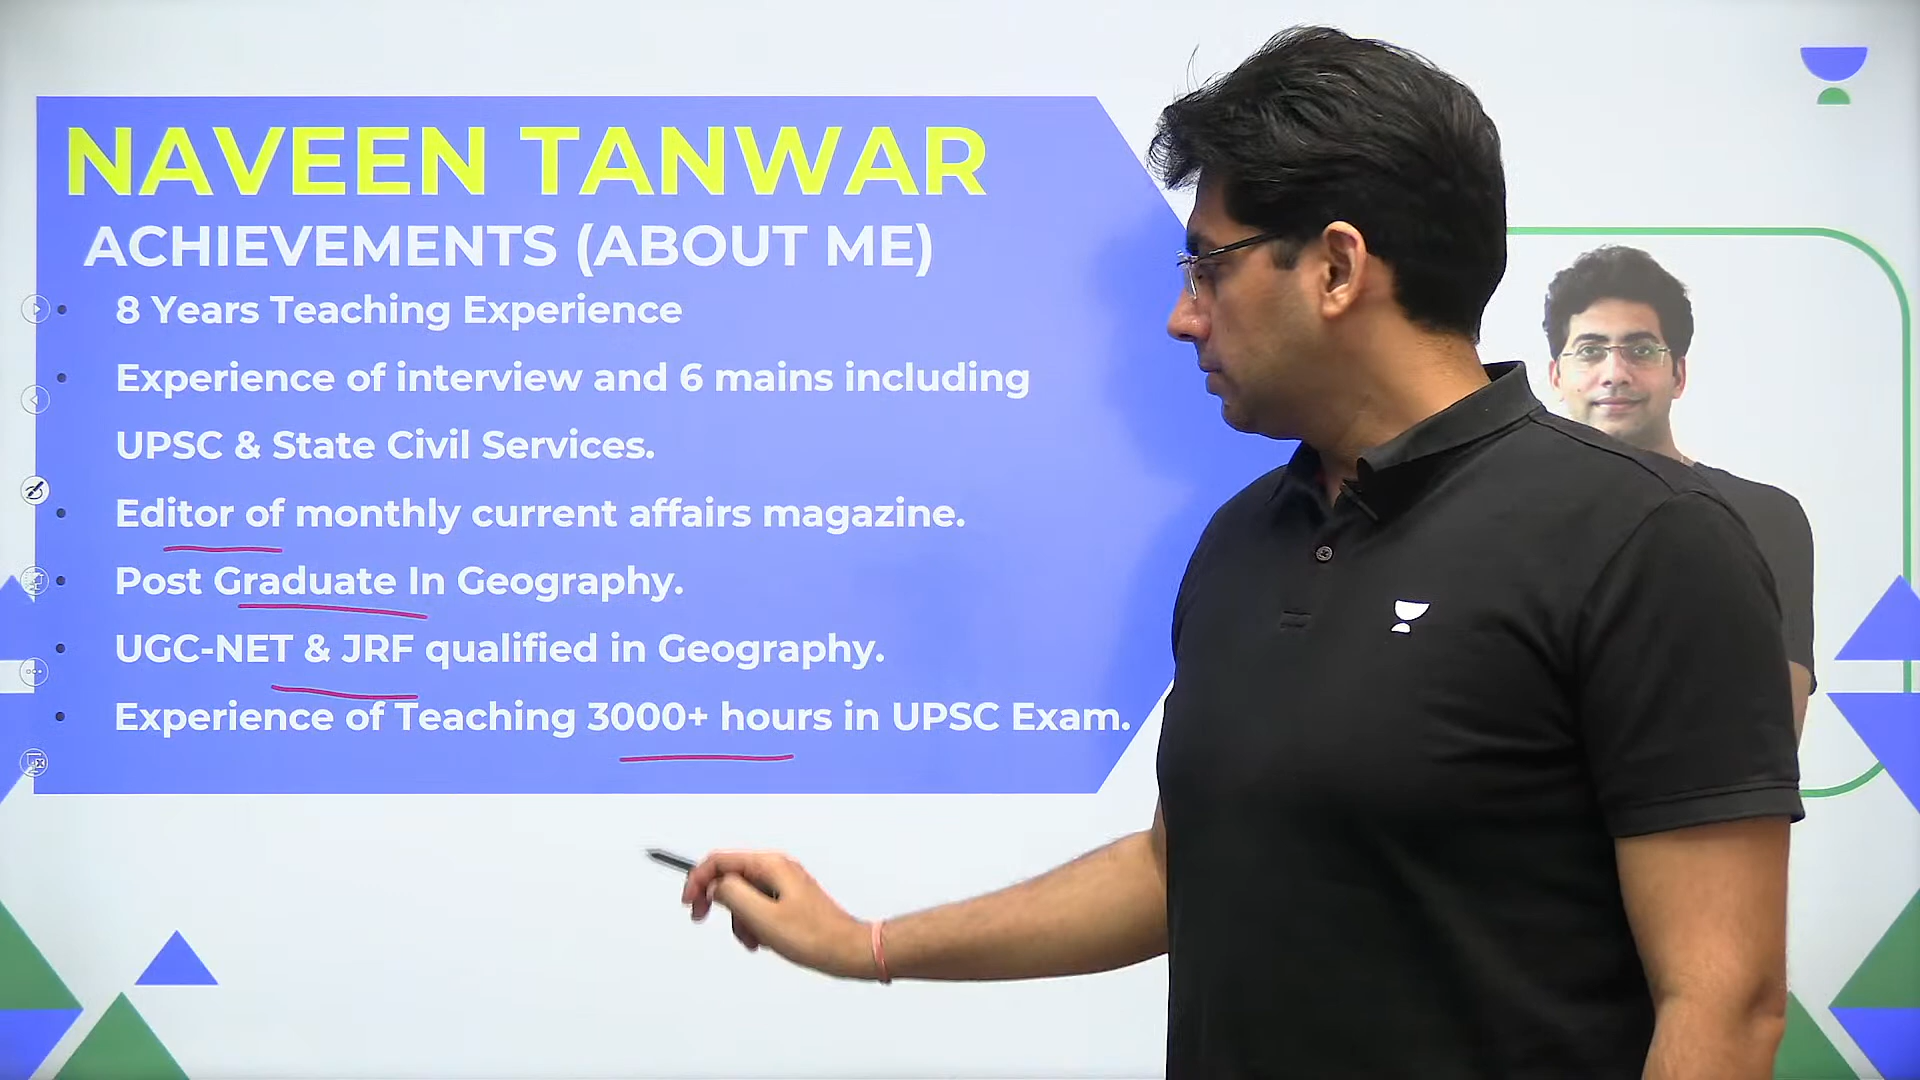 NAVEEN TANWAR
ACHIEVEMENTS (ABOUT ME)
8 Years Teaching Experience
Experience of interview and 6 mains including
UPSC & State Civil Services.
Editor of monthly current affairs magazine.
Post Graduate In Geography.
UGC-NET & JRF qualified in Geography.
Experience of Teaching 3000+ hours in UPSC Exam.